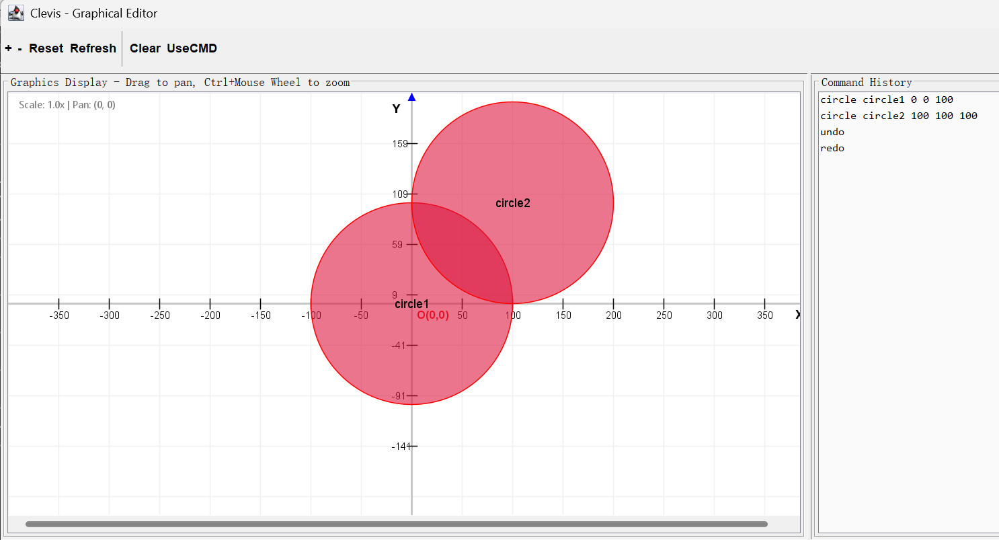 Clevis - Graphical Editor
+ - Reset Refresh Clear UseCMD
Graphics Display - Drag to pan, Ctrl+Mouse Wheel to zoom
Scale: 1.0x | Pan: (0, 0)
Y
159
109
circle2
59
9
circle1
X
-350 -300 -250 -200 -150 -100 -50 O(0,0) 50 100 150 200 250 300 350
-41
-91
-141
Command History
circle circle1 0 0 100
circle circle2 100 100 100
undo
redo